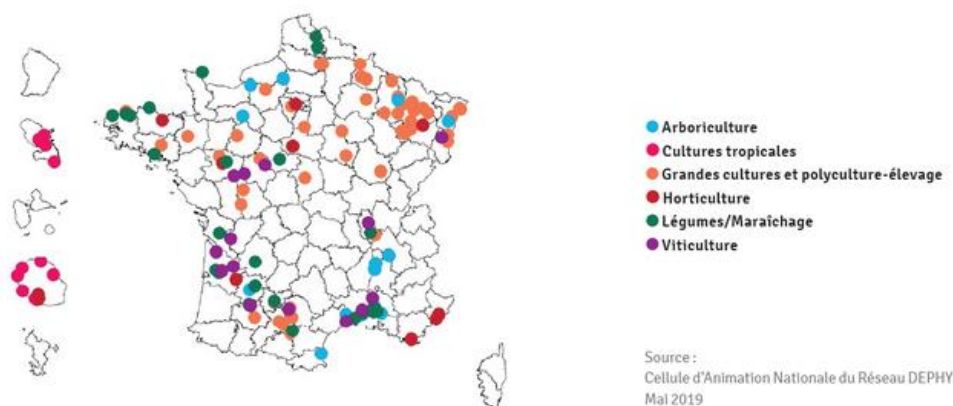 Arboriculture
Cultures tropicales
Grandes cultures et polyculture-élevage
Horticulture
Légumes/Maraîchage
Viticulture
Source :
Cellule d'Animation Nationale du Réseau DEPHY
Mai 2019